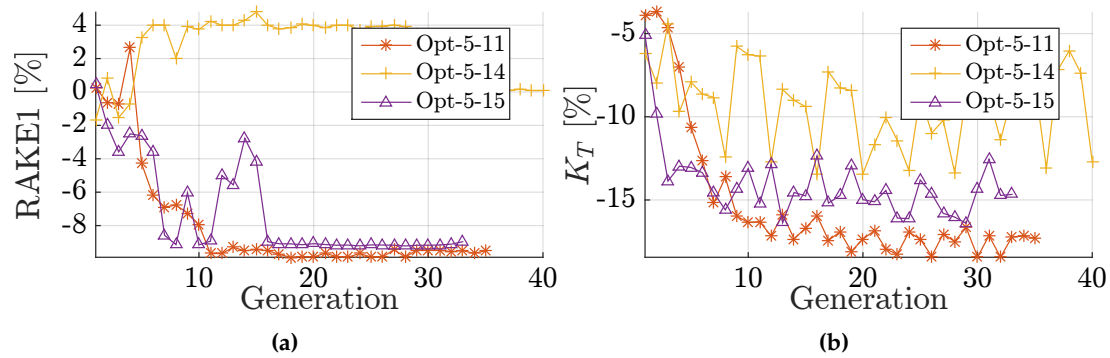 4
2
0
-2
-4
-6
-8
RAKE1 [%]
10
20
30
40
Generation
Opt-5-11
Opt-5-14
Opt-5-15
(a)
-5
-10
-15
K_T [%]
10
20
30
40
Generation
Opt-5-11
Opt-5-14
Opt-5-15
(b)